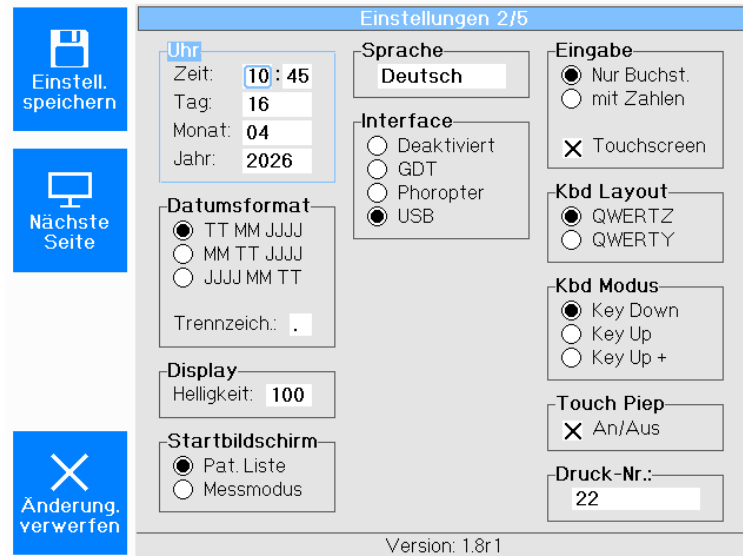 Einstellungen 2/5
Einstell.
speichern
Nächste
Seite
Änderung.
verwerfen
Uhr
Zeit: 10 : 45
Tag: 16
Monat: 04
Jahr: 2026
Datumsformat
TT MM JJJJ
MM TT JJJJ
JJJJ MM TT
Trennzeich.: .
Display
Helligkeit: 100
Startbildschirm
Pat. Liste
Messmodus
Sprache
Deutsch
Interface
Deaktiviert
GDT
Phoropter
USB
Eingabe
Nur Buchst.
mit Zahlen
Touchscreen
Kbd Layout
QWERTZ
QWERTY
Kbd Modus
Key Down
Key Up
Key Up +
Touch Piep
An/Aus
Druck-Nr.:
22
Version: 1.8r1